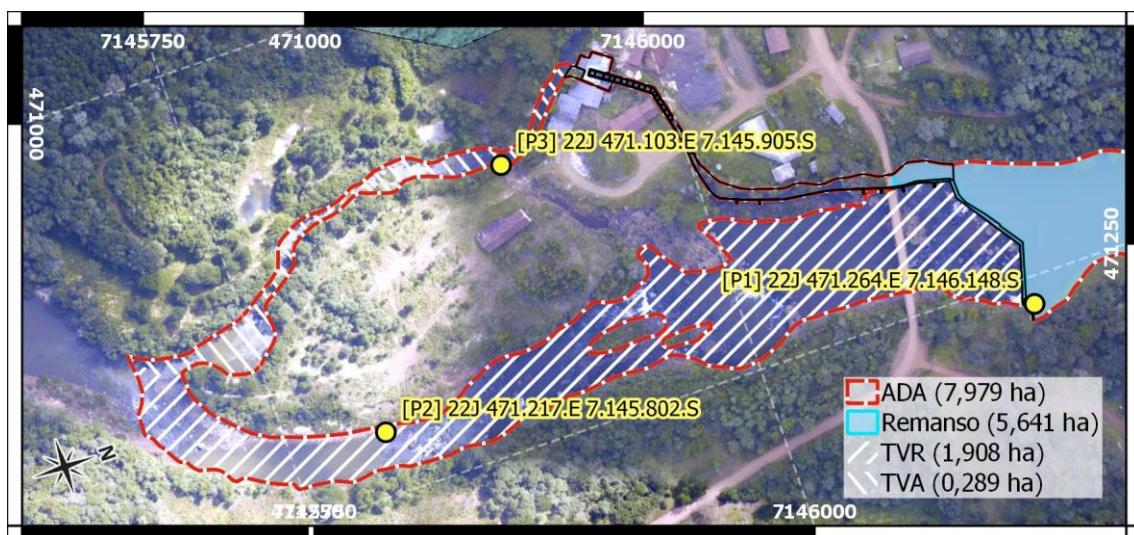 7145750
471000
7146000
471000
[P3] 22J 471.103.E 7.145.905.S
471250
[P1] 22J 471.264.E 7.146.148.S
[P2] 22J 471.217.E 7.145.802.S
ADA (7,979 ha)
Remanso (5,641 ha)
TVR (1,908 ha)
TVA (0,289 ha)
N
7146000